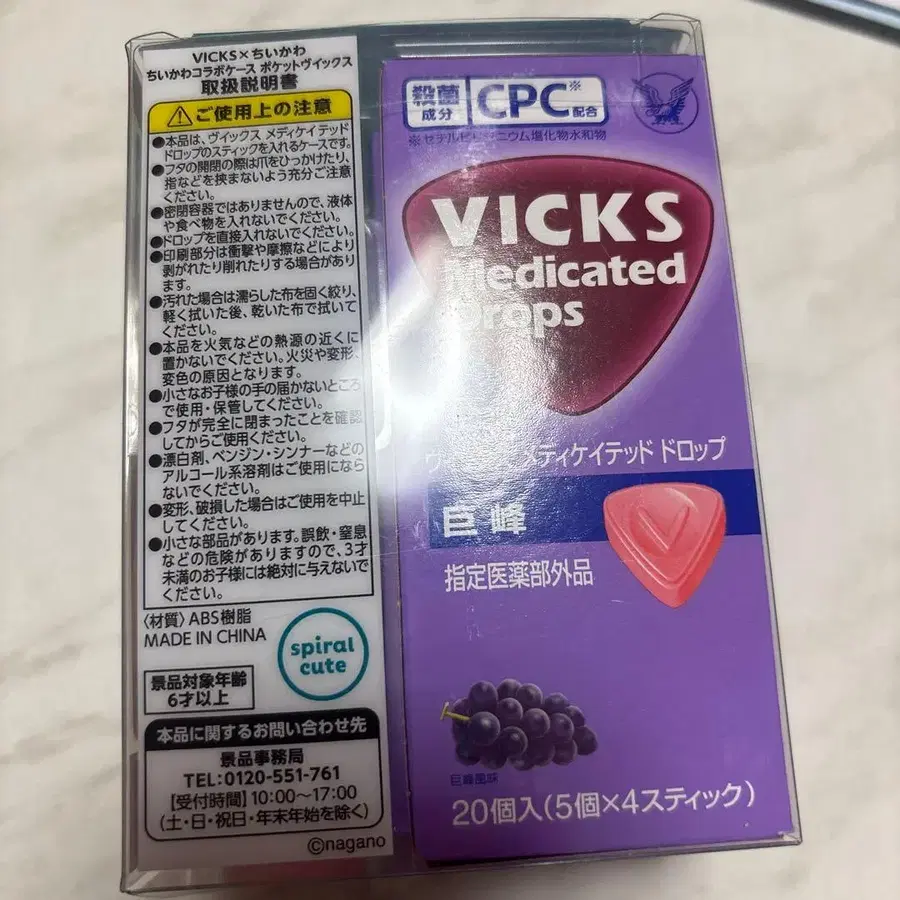 VICKS×ちいかわ
ちいかわコラボケース ポケットヴイックス
取扱説明書
ご使用上の注意
●本品は、ヴイックス メディケイテッド
ドロップのスティックを入れるケースです。
●フタの開閉の際は爪をひっかけたり、
指などを挟まないよう充分ご注意
ください。
●密閉容器ではありませんので、液体
や食べ物を入れないでください。
●ドロップを直接入れないでください。
●印刷部分は衝撃や摩擦などにより
剥がれたり削れたりする場合があり
ます。
●汚れた場合は濡らした布を固く絞り、
軽く拭いた後、乾いた布で拭いて
ください。
●本品を火気などの熱源の近くに
置かないでください。火災や変形、
変色の原因となります。
●小さなお子様の手の届かないところ
で使用・保管してください。
●フタが完全に閉まったことを確認
してからご使用ください。
●漂白剤、ベンジン・シンナーなどの
アルコール系溶剤はご使用になら
ないでください。
●変形、破損した場合はご使用を中止
してください。
●小さな部品があります。誤飲・窒息
などの危険がありますので、3才
未満のお子様には絶対に与えないで
ください。
〈材質〉ABS樹脂
MADE IN CHINA
spiral
cute
景品対象年齢
6才以上
本品に関するお問い合わせ先
景品事務局
TEL:0120-551-761
【受付時間】10:00〜17:00
(土・日・祝日・年末年始を除く)
©nagano
殺菌
成分
CPC※
配合
※セチルピリジニウム塩化物水和物
VICKS
Medicated
Drops
メディケイテッド ドロップ
巨峰
V
指定医薬部外品
巨峰風味
20個入(5個×4スティック)